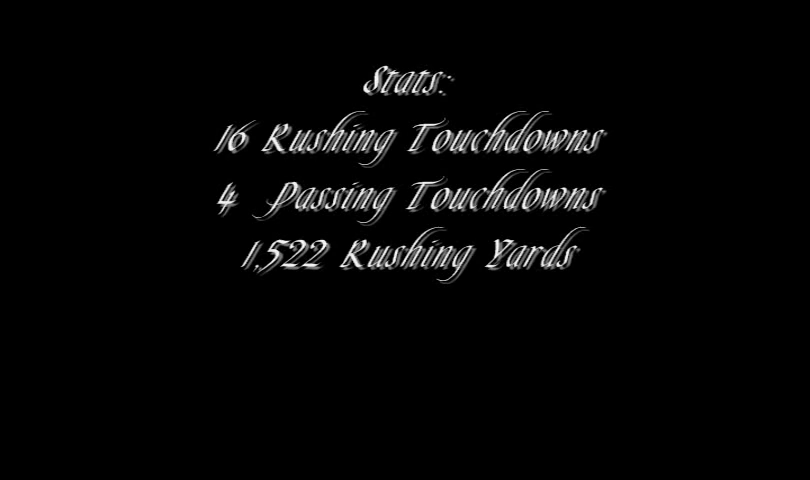 Stats:
16 Rushing Touchdowns
4 Passing Touchdowns
1,522 Rushing Yards